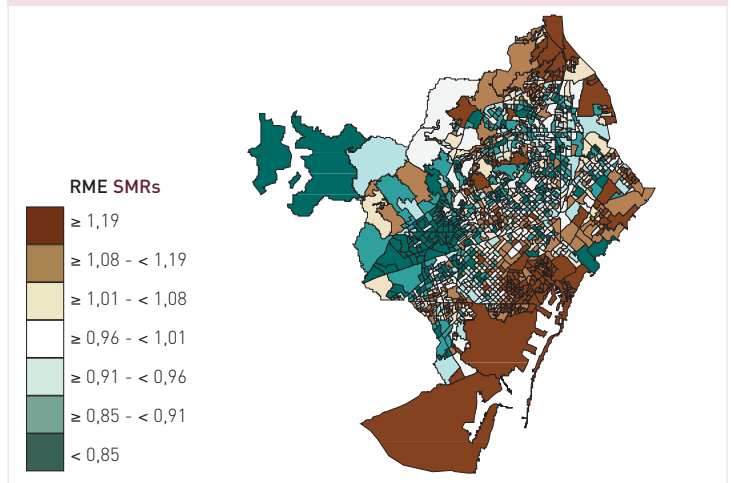 RME SMRs
≥ 1,19
≥ 1,08 - < 1,19
≥ 1,01 - < 1,08
≥ 0,96 - < 1,01
≥ 0,91 - < 0,96
≥ 0,85 - < 0,91
< 0,85